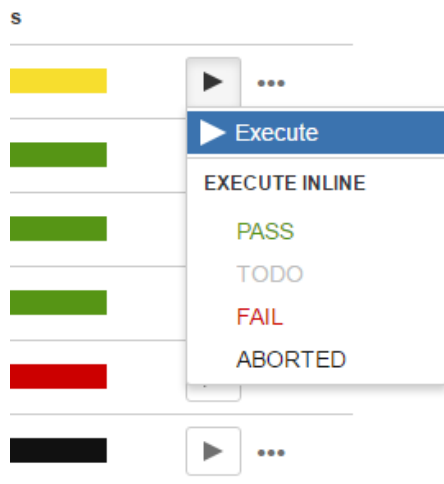 s
Execute
EXECUTE INLINE
PASS
TODO
FAIL
ABORTED